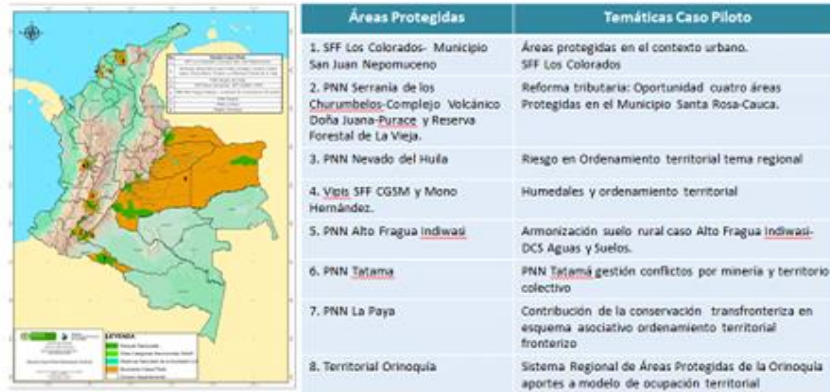 Áreas Protegidas
Temáticas Caso Piloto
1. SFF Los Colorados- Municipio
San Juan Nepomuceno
Áreas protegidas en el contexto urbano.
SFF Los Colorados
2. PNN Serranía de los
Churumbelos-Complejo Volcánico
Doña Juana-Purace y Reserva
Forestal de La Vieja.
Reforma tributaria: Oportunidad cuatro áreas
Protegidas en el Municipio Santa Rosa-Cauca.
3. PNN Nevado del Huila
Riesgo en Ordenamiento territorial tema regional
4. Vipis SFF CGSM y Mono
Hernández.
Humedales y ordenamiento territorial
5. PNN Alto Fragua Indiwasi
Armonización suelo rural caso Alto Fragua Indiwasi-
DCS Aguas y Suelos.
6. PNN Tatama
PNN Tatamá gestión conflictos por minería y territorio
colectivo
7. PNN La Paya
Contribución de la conservación transfronteriza en
esquema asociativo ordenamiento territorial
fronterizo
8. Territorial Orinoquía
Sistema Regional de Áreas Protegidas de la Orinoquía
aportes a modelo de ocupación territorial
LEYENDA